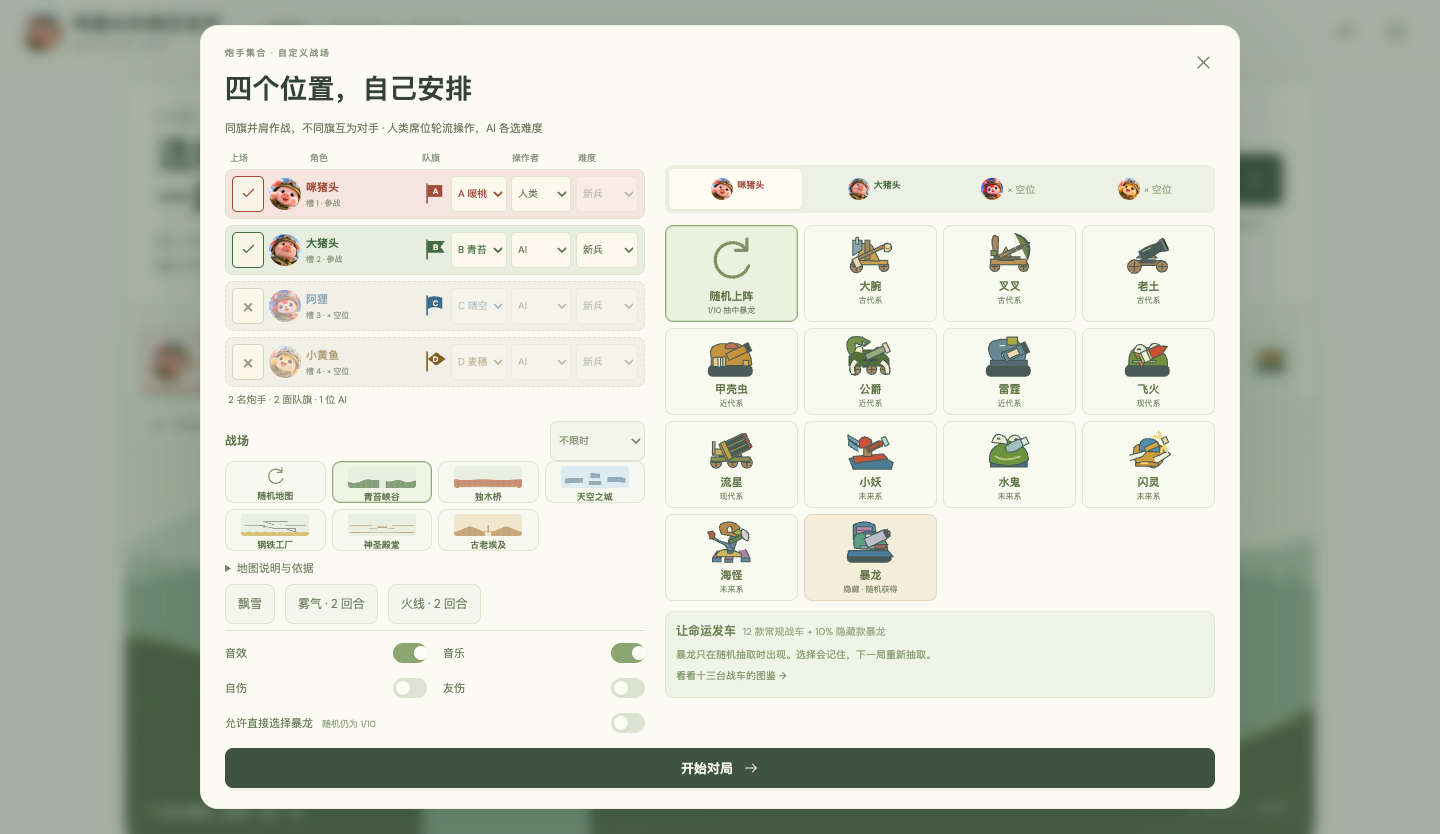 炮手集合 · 自定义战场
四个位置，自己安排
同旗并肩作战，不同旗互为对手 · 人类席位轮流操作，AI 各选难度
上场 角色 队旗 操作者 难度
咪猪头
槽 1 · 参战
A
A 暖桃 人类 新兵
大猪头
槽 2 · 参战
B
B 青苔 AI 新兵
阿狸
槽 3 · × 空位
C
C 晴空 AI 新兵
小黄鱼
槽 4 · × 空位
D
D 麦穗 AI 新兵
2 名炮手 · 2 面队旗 · 1 位 AI
战场 不限时
随机地图 青苔峡谷 独木桥 天空之城
钢铁工厂 神圣殿堂 古老埃及
地图说明与依据
飘雪 雾气 · 2 回合 火线 · 2 回合
音效 音乐
自伤 友伤
允许直接选择暴龙 随机仍为 1/10
咪猪头 大猪头 × 空位 × 空位
随机上阵
1/10 抽中暴龙
大腕
古代系
叉叉
古代系
老土
古代系
甲壳虫
近代系
公爵
近代系
雷霆
近代系
飞火
现代系
流星
现代系
小妖
未来系
水鬼
未来系
闪灵
未来系
海怪
未来系
暴龙
隐藏 · 随机获得
让命运发车 12 款常规战车 + 10% 隐藏款暴龙
暴龙只在随机抽取时出现。选择会记住，下一局重新抽取。
看看十三台战车的图鉴 →
开始对局 →